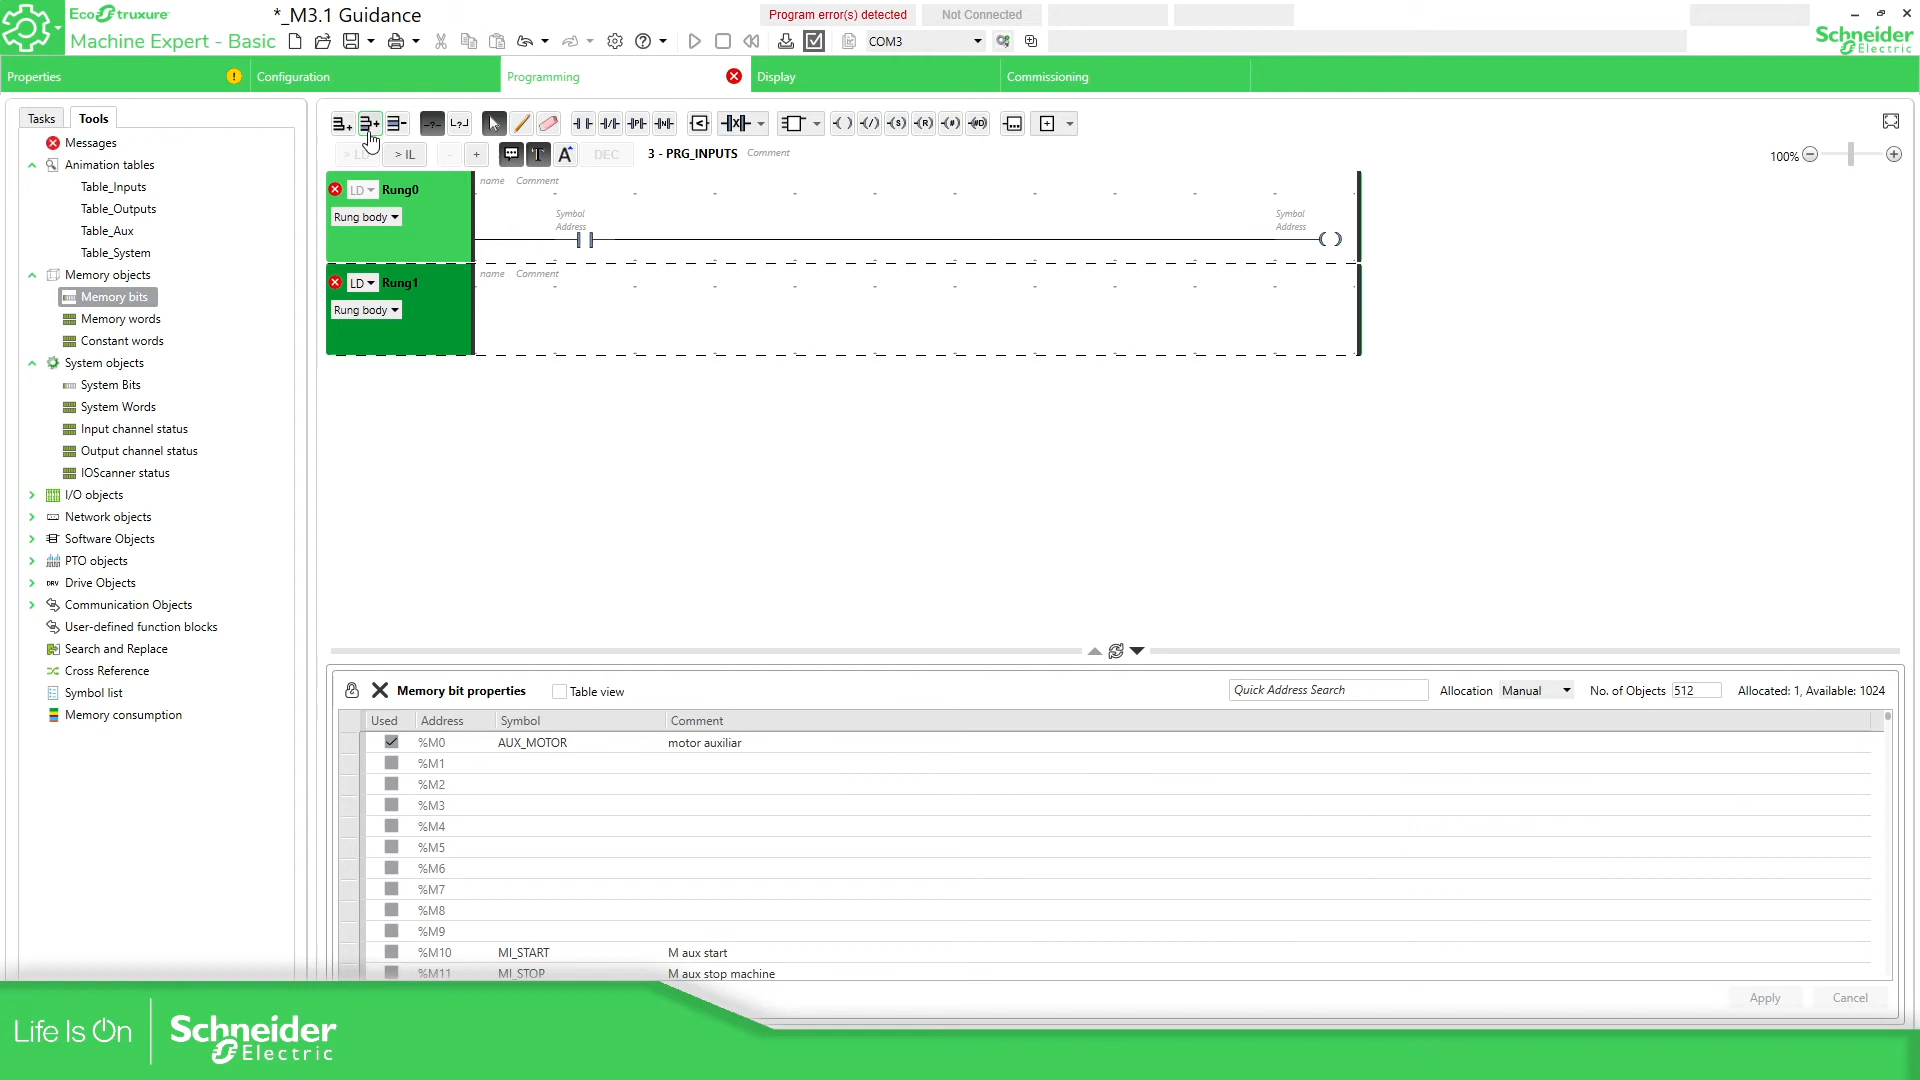 EcoStruxure
Machine Expert - Basic
*_M3.1 Guidance
Program error(s) detected
Not Connected
COM3
Schneider
Electric
Properties
Configuration
Programming
Display
Commissioning
Tasks
Tools
Messages
Animation tables
Table_Inputs
Table_Outputs
Table_Aux
Table_System
Memory objects
Memory bits
Memory words
Constant words
System objects
System Bits
System Words
Input channel status
Output channel status
IOScanner status
I/O objects
Network objects
Software Objects
PTO objects
DRV Drive Objects
Communication Objects
User-defined function blocks
Search and Replace
Cross Reference
Symbol list
Memory consumption
> IL
- +
DEC
3 - PRG_INPUTS
Comment
100%
LD Rung0
Rung body
name Comment
Symbol
Address
Symbol
Address
LD Rung1
Rung body
name Comment
Memory bit properties
Table view
Quick Address Search
Allocation Manual
No. of Objects 512
Allocated: 1, Available: 1024
Used Address Symbol Comment
%M0 AUX_MOTOR motor auxiliar
%M1
%M2
%M3
%M4
%M5
%M6
%M7
%M8
%M9
%M10 MI_START M aux start
%M11 MI_STOP M aux stop machine
Apply
Cancel
Life Is On
Schneider
Electric